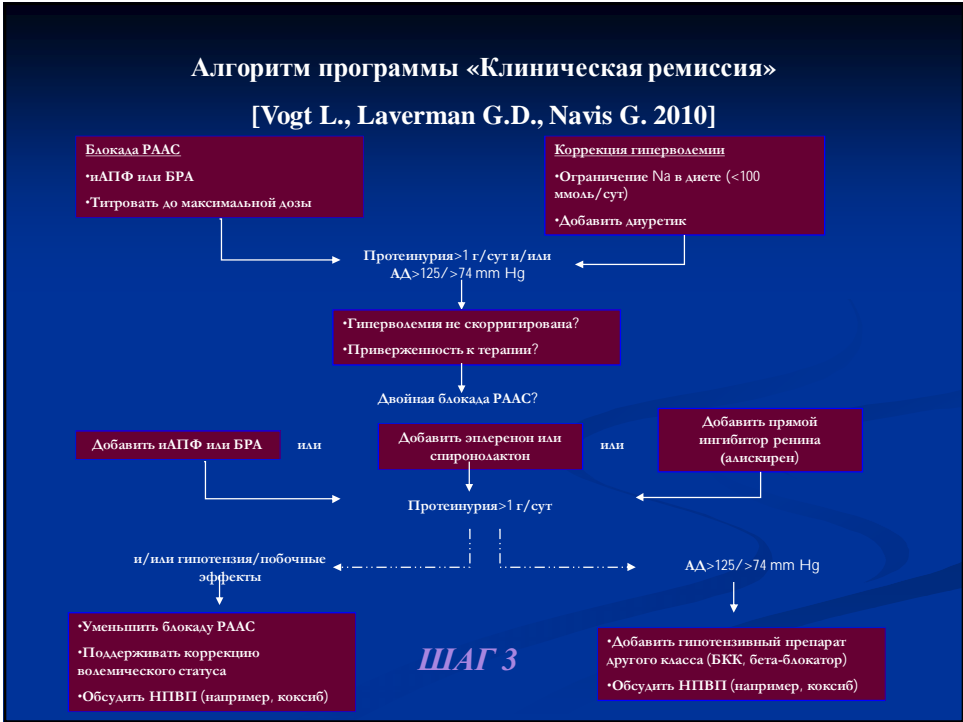 Алгоритм программы «Клиническая ремиссия»
[Vogt L., Laverman G.D., Navis G. 2010]
Блокада РААС
•иАПФ или БРА
•Титровать до максимальной дозы
Коррекция гиперволемии
•Ограничение Na в диете (<100
ммоль/сут)
•Добавить диуретик
Протеинурия>1 г/сут и/или
АД>125/>74 mm Hg
•Гиперволемия не скорригирована?
•Приверженность к терапии?
Двойная блокада РААС?
Добавить иАПФ или БРА
или
Добавить эплеренон или
спиронолактон
или
Добавить прямой
ингибитор ренина
(алискирен)
Протеинурия>1 г/сут
и/или гипотензия/побочные
эффекты
АД>125/>74 mm Hg
•Уменьшить блокаду РААС
•Поддерживать коррекцию
волемического статуса
•Обсудить НПВП (например, коксиб)
ШАГ 3
•Добавить гипотензивный препарат
другого класса (БКК, бета-блокатор)
•Обсудить НПВП (например, коксиб)